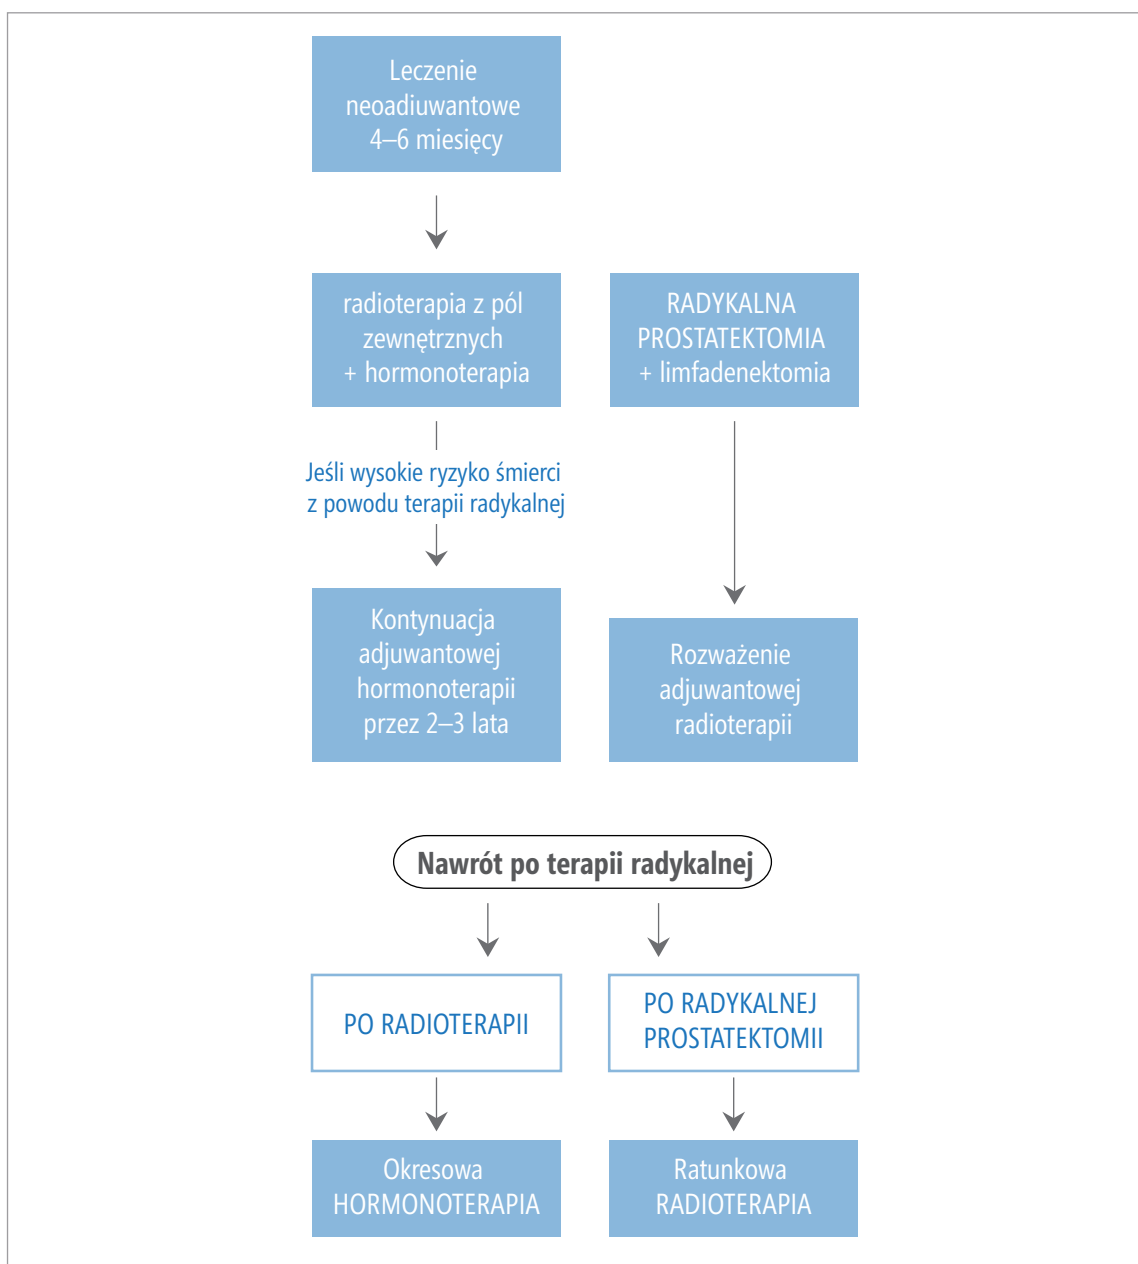 Leczenie
neoadiuwantowe
4–6 miesięcy
radioterapia z pól
zewnętrznych
+ hormonoterapia
RADYKALNA
PROSTATEKTOMIA
+ limfadenektomia
Jeśli wysokie ryzyko śmierci
z powodu terapii radykalnej
Kontynuacja
adjuwantowej
hormonoterapii
przez 2–3 lata
Rozważenie
adjuwantowej
radioterapii
Nawrót po terapii radykalnej
PO RADIOTERAPII
PO RADYKALNEJ
PROSTATEKTOMII
Okresowa
HORMONOTERAPIA
Ratunkowa
RADIOTERAPIA